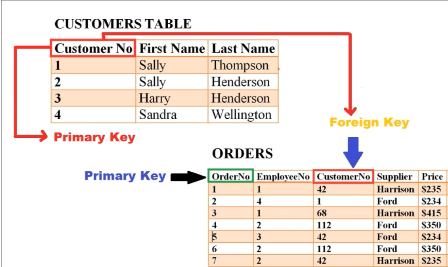 CUSTOMERS TABLE
Customer No First Name Last Name
1 Sally Thompson
2 Sally Henderson
3 Harry Henderson
4 Sandra Wellington
Primary Key
Foreign Key
ORDERS
Primary Key
OrderNo EmployeeNo CustomerNo Supplier Price
1 1 42 Harrison $235
2 4 1 Ford $234
3 1 68 Harrison $415
4 2 112 Ford $350
5 3 42 Ford $234
6 2 112 Ford $350
7 2 42 Harrison $235